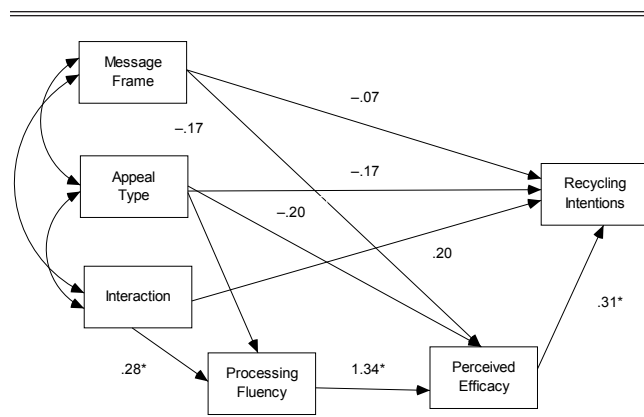 Message
Frame
–.07
–.17
Appeal
Type
–.17
Recycling
Intentions
–.20
.20
Interaction
.31*
.28*
Processing
Fluency
1.34*
Perceived
Efficacy